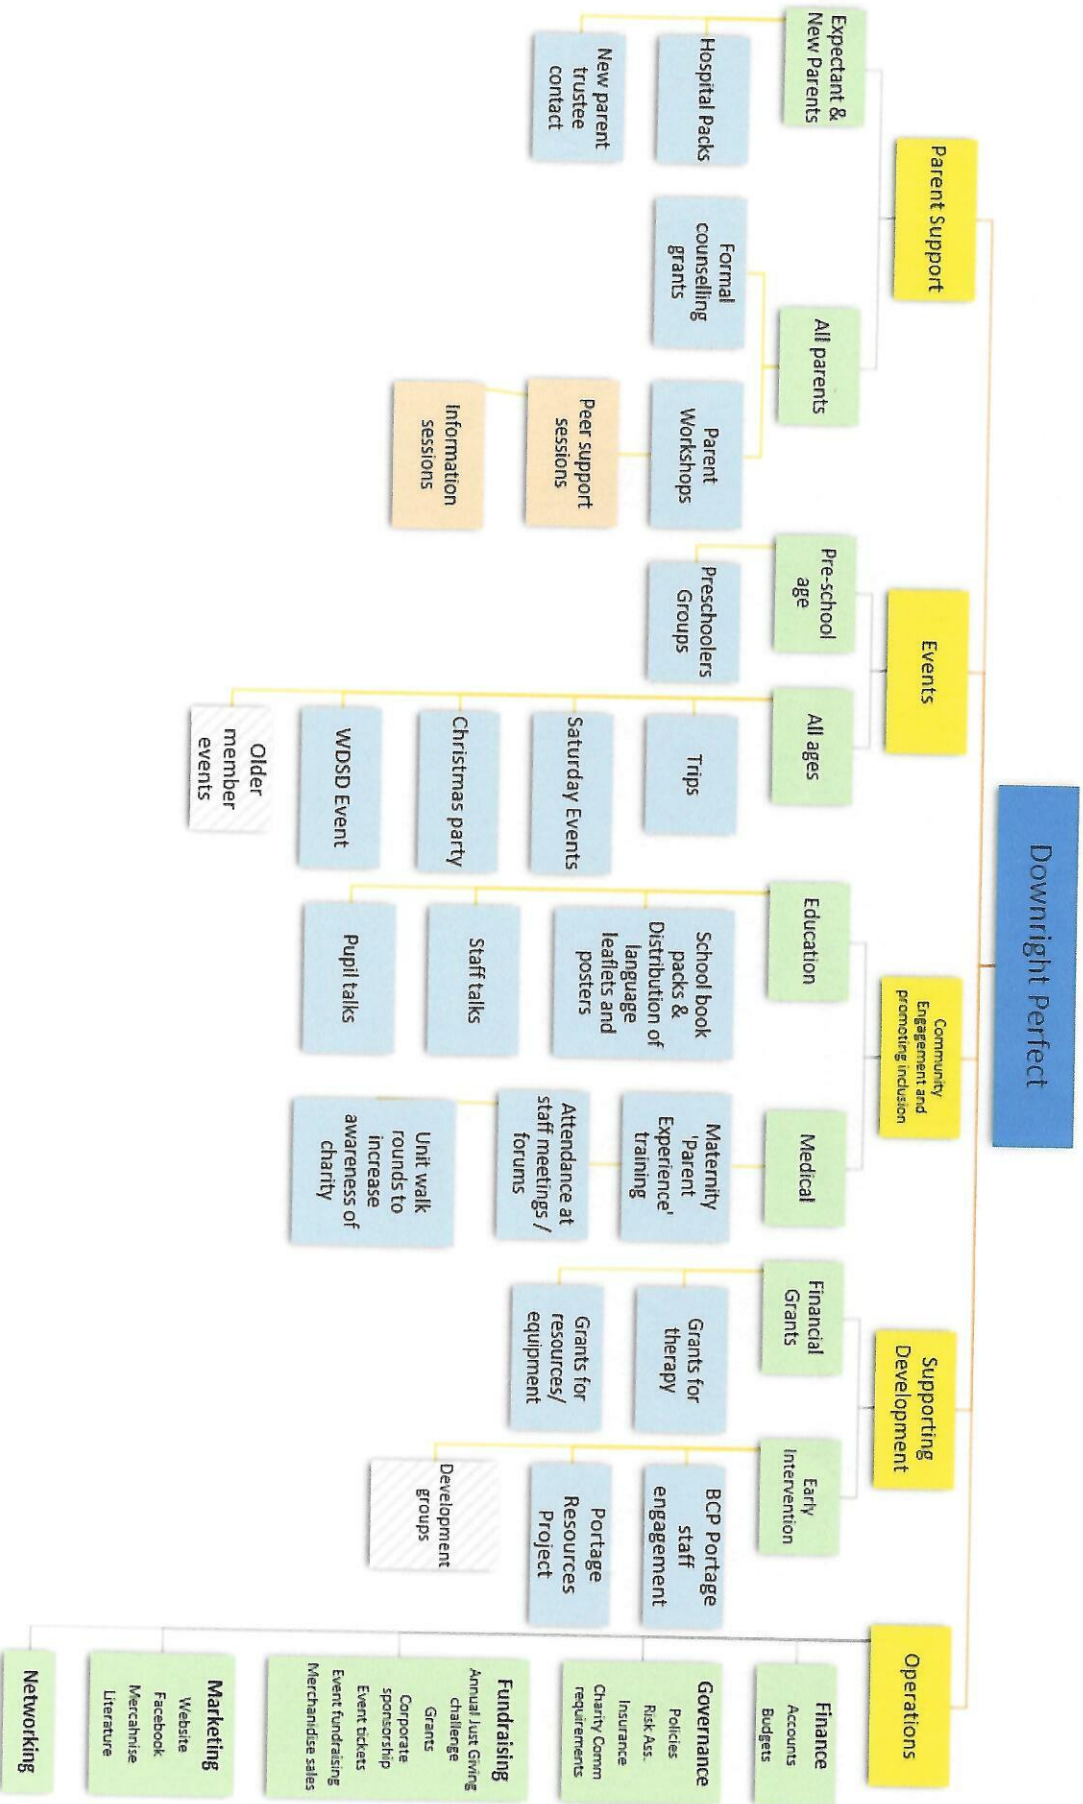 Downright Perfect
Parent Support
Expectant &
New Parents
Hospital Packs
New parent
trustee
contact
All parents
Formal
counselling
grants
Parent
Workshops
Peer support
sessions
Information
sessions
Events
Pre-school
age
Preschoolers
Groups
All ages
Trips
Saturday Events
Christmas party
WDSD Event
Older
member
events
Community
Engagement and
promoting inclusion
Education
School book
packs &
Distribution of
language
leaflets and
posters
Staff talks
Pupil talks
Medical
Maternity
'Parent
Experience'
training
Attendance at
staff meetings /
forums
Unit walk
rounds to
increase
awareness of
charity
Supporting
Development
Financial
Grants
Grants for
therapy
Grants for
resources/
equipment
Early
Intervention
BCP Portage
staff
engagement
Portage
Resources
Project
Development
groups
Operations
Finance
Accounts
Budgets
Governance
Policies
Risk Ass.
Insurance
Charity Comm
requirements
Fundraising
Annual Just Giving
challenge
Grants
Corporate
sponsorship
Event tickets
Event fundraising
Merchanidise sales
Marketing
Website
Facebook
Mercahnise
Literature
Networking